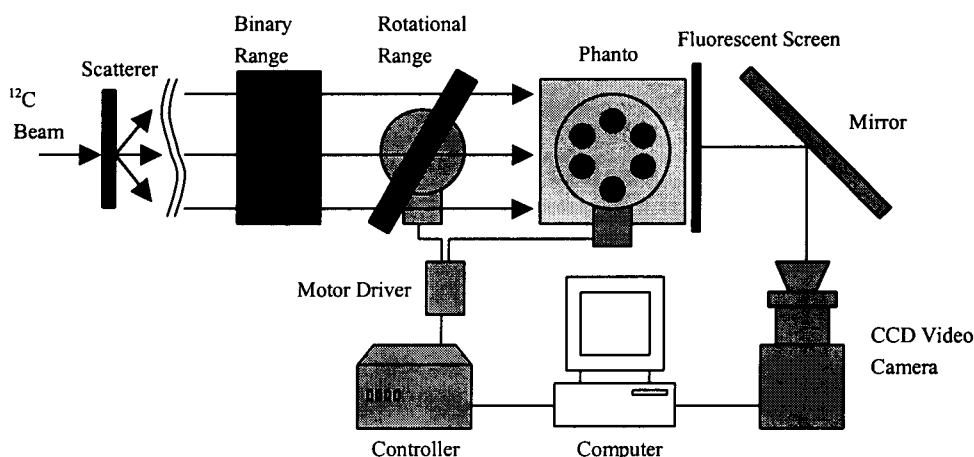 Binary
Range
Rotational
Range
Phanto
Fluorescent Screen
Scatterer
12C
Beam
Mirror
Motor Driver
CCD Video
Camera
Controller
Computer